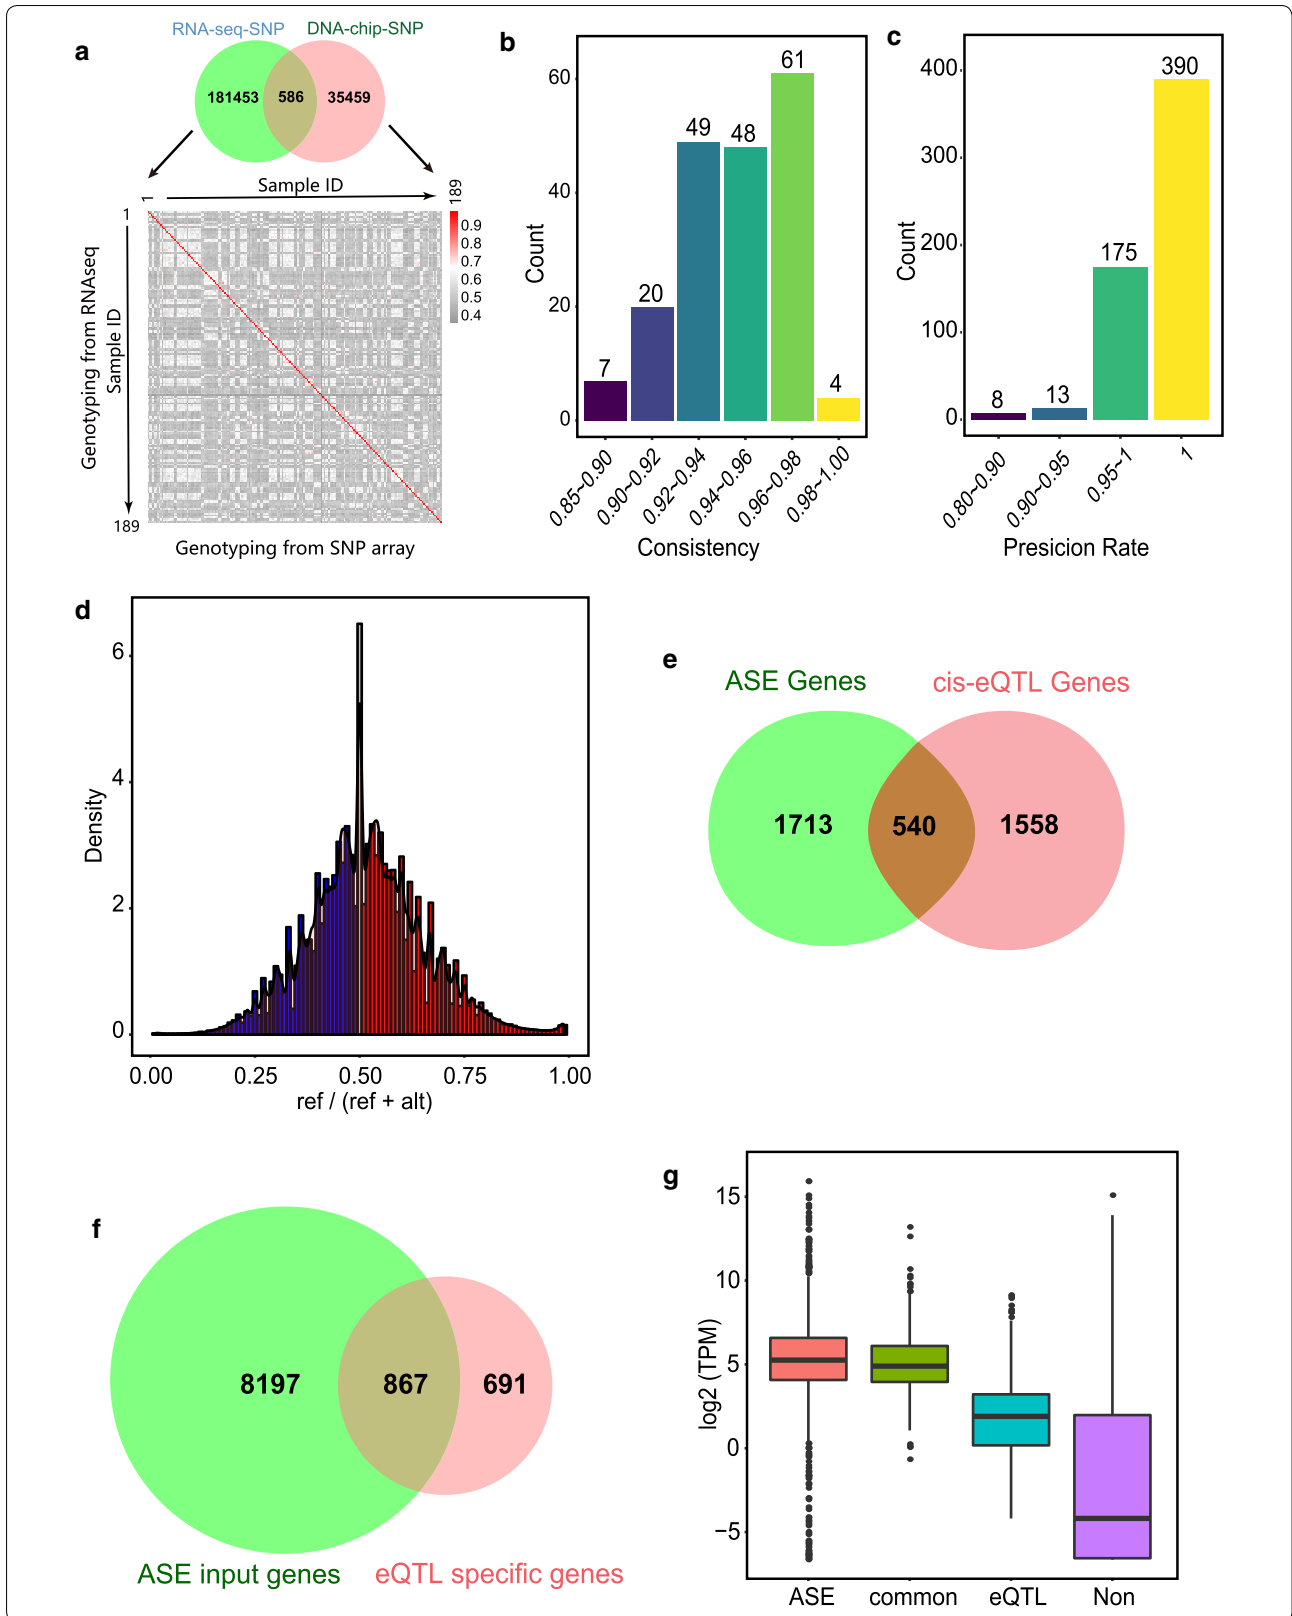 a
RNA-seq-SNP DNA-chip-SNP
181453 586 35459
Sample ID
1 189
1
189
Genotyping from RNAseq
Sample ID
Genotyping from SNP array
0.9
0.8
0.7
0.6
0.5
0.4
b
Count
60
40
20
0
7 20 49 48 61 4
0.85~0.90 0.90~0.92 0.92~0.94 0.94~0.96 0.96~0.98 0.98~1.00
Consistency
c
Count
400
300
200
100
0
8 13 175 390
0.80~0.90 0.90~0.95 0.95~1 1
Presicion Rate
d
Density
6
4
2
0
0.00 0.25 0.50 0.75 1.00
ref / (ref + alt)
e
ASE Genes cis-eQTL Genes
1713 540 1558
f
8197 867 691
ASE input genes eQTL specific genes
g
log2 (TPM)
15
10
5
0
−5
ASE common eQTL Non